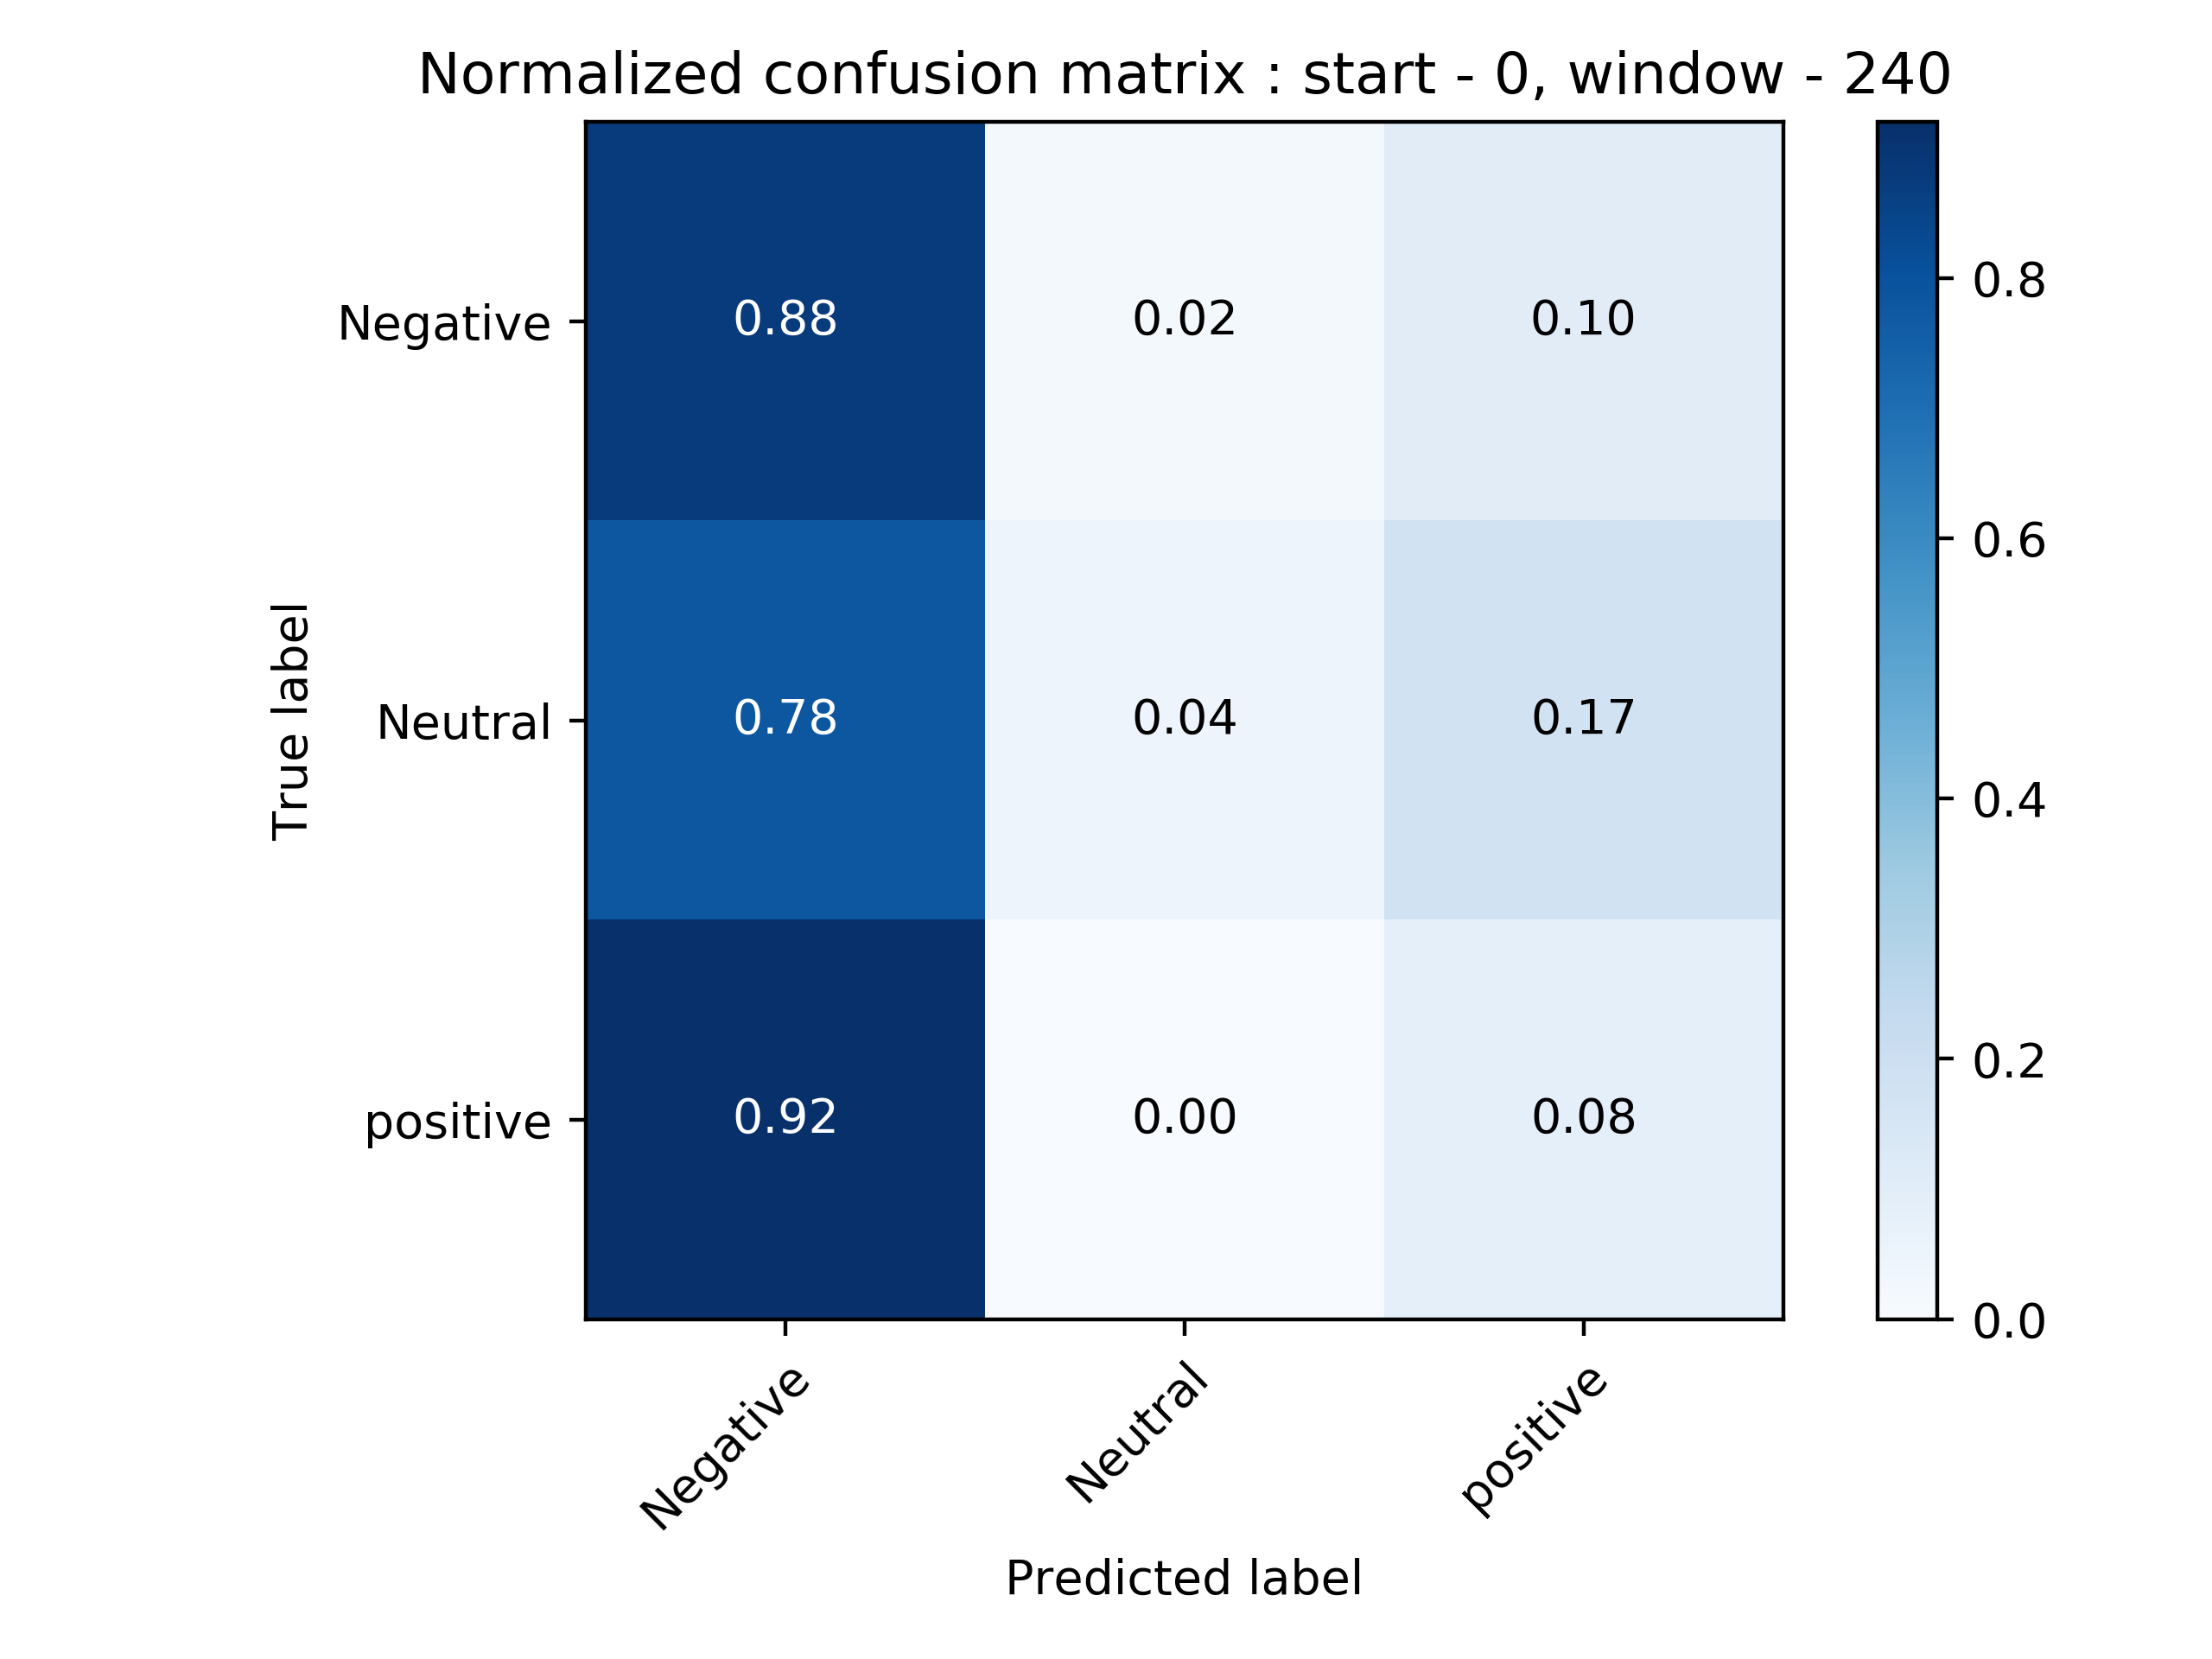 Normalized confusion matrix : start - 0, window - 240
Negative 0.88 0.02 0.10
Neutral 0.78 0.04 0.17
positive 0.92 0.00 0.08
True label
Negative Neutral positive
Predicted label
0.8
0.6
0.4
0.2
0.0